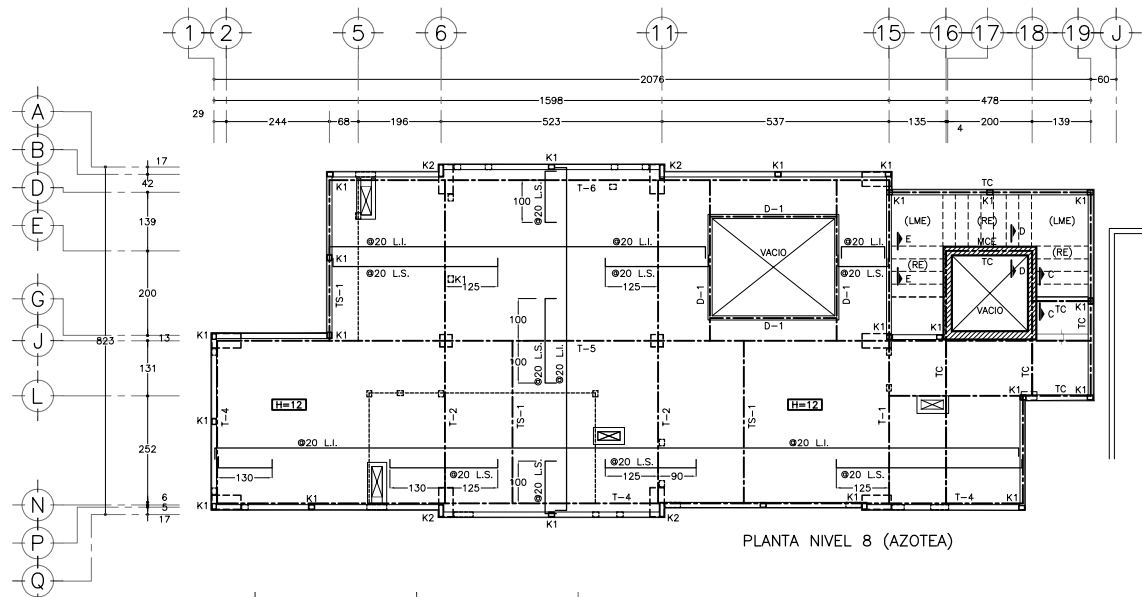 1 2 5 6 11 15 16 17 18 19 J
2076 60
1598 478
29 244 68 196 523 537 135 4 200 139
A
B
D
E
G
J
L
N
P
Q
17
42
139
200
13
823
131
252
6
5
17
K2 K1 K2 K1 K1
K1 T-6 K1 TC
100 @20 L.S. D-1 K1 K1 K1
(LME) (RE) (LME)
E D
MCE
@20 L.I. @20 L.I. VACIO @20 L.I. (RE) TC (RE)
K1 @20 L.S. @20 L.S. @20 L.S. E D C
K1 125 125
TS-1 D-1 D-1 VACIO
100 C
D-1 TC TC
K1 K1 K1 K1
T-5
100 @20 L.S. @20 L.I.
TC TC TC
K1 K1
H=12 H=12
K1 T-4 T-2 TS-1 T-2 TS-1 T-1
@20 L.I. @20 L.I.
@20 L.S. @20 L.S. @20 L.S. @20 L.S.
130 130 125 100 @20 L.S. 125 90 125
K1 K1 T-4 K1 T-4 K1
K2 K1 K2
PLANTA NIVEL 8 (AZOTEA)